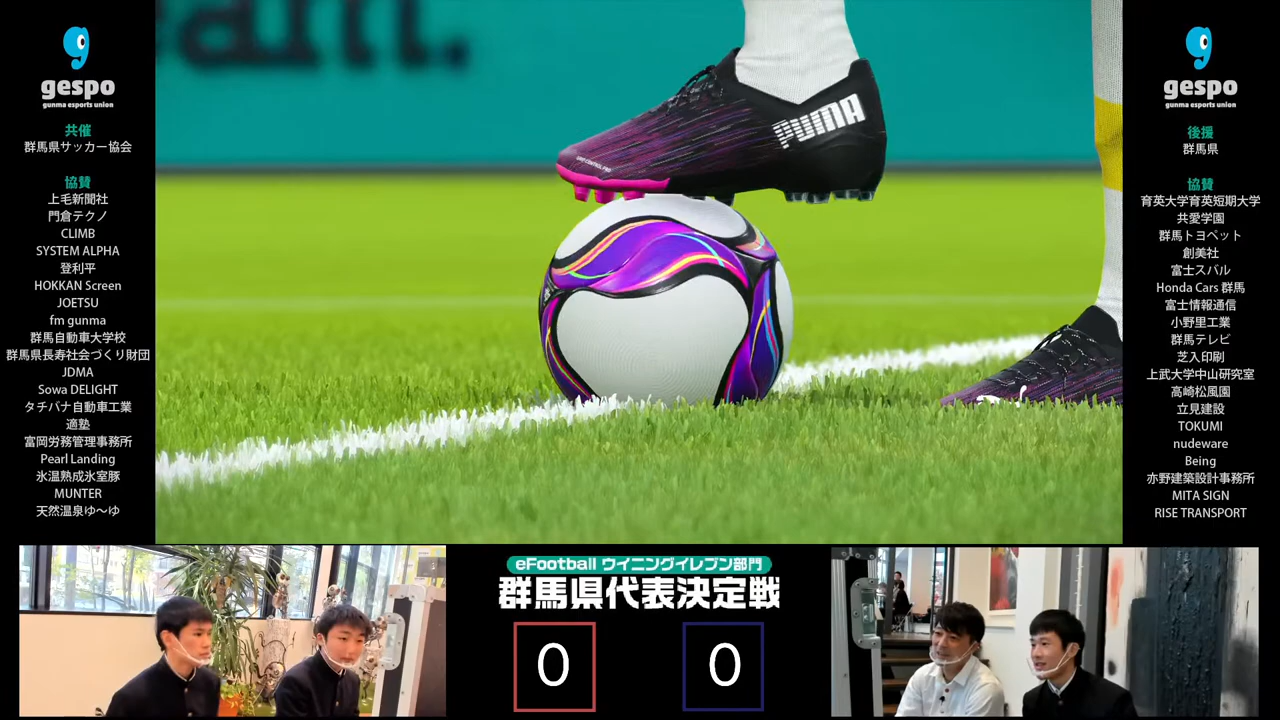 gespo
gunma esports union
共催
群馬県サッカー協会
協賛
上毛新聞社
門倉テクノ
CLIMB
SYSTEM ALPHA
登利平
HOKKAN Screen
JOETSU
fm gunma
群馬自動車大学校
群馬県長寿社会づくり財団
JDMA
Sowa DELIGHT
タチバナ自動車工業
適塾
富岡労務管理事務所
Pearl Landing
氷温熟成氷室豚
MUNTER
天然温泉ゆ～ゆ
PUMA
gespo
gunma esports union
後援
群馬県
協賛
育英大学育英短期大学
共愛学園
群馬トヨペット
創美社
富士スバル
Honda Cars 群馬
富士情報通信
小野里工業
群馬テレビ
芝入印刷
上武大学中山研究室
高崎松風園
立見建設
TOKUMI
nudeware
Being
亦野建築設計事務所
MITA SIGN
RISE TRANSPORT
eFootball ウイニングイレブン部門
群馬県代表決定戦
0 0